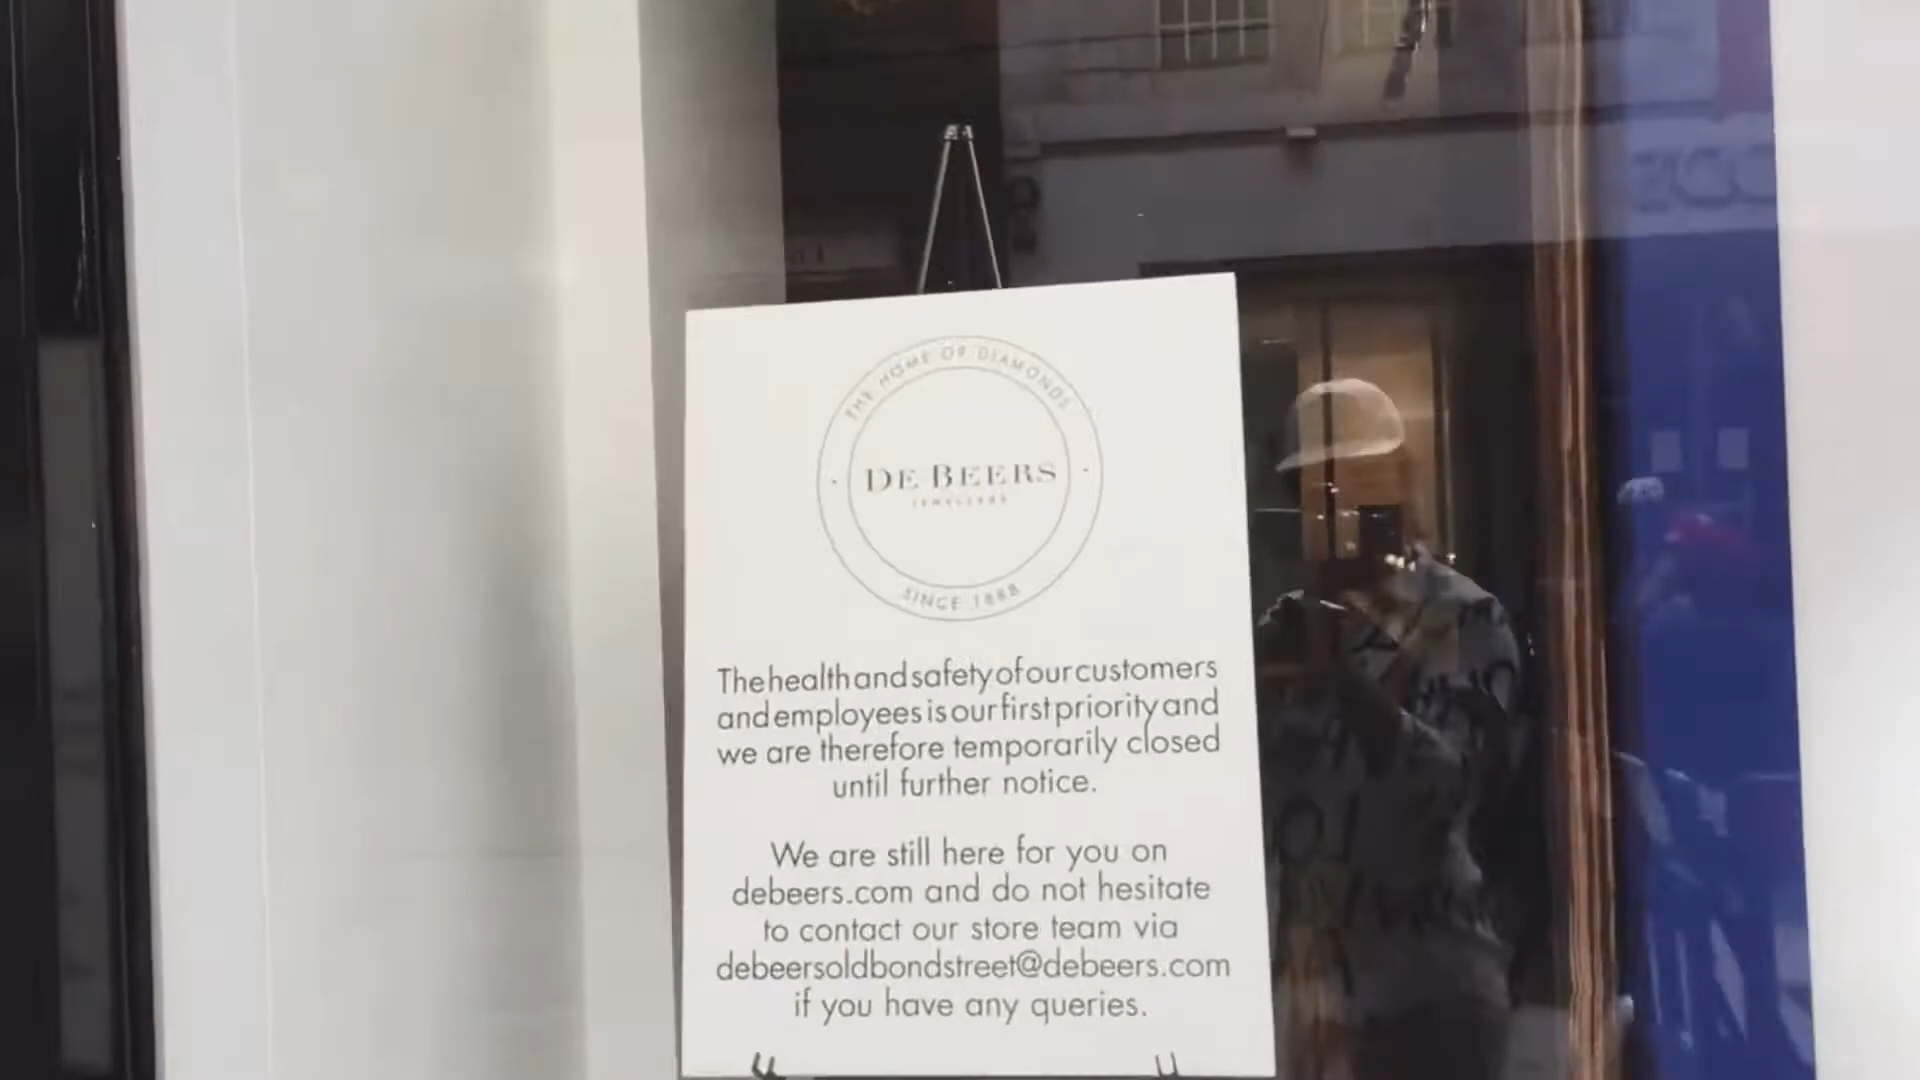 THE HOME OF DIAMONDS
DE BEERS
JEWELLERS
SINCE 1888
The health and safety of our customers
and employees is our first priority and
we are therefore temporarily closed
until further notice.
We are still here for you on
debeers.com and do not hesitate
to contact our store team via
debeersoldbondstreet@debeers.com
if you have any queries.